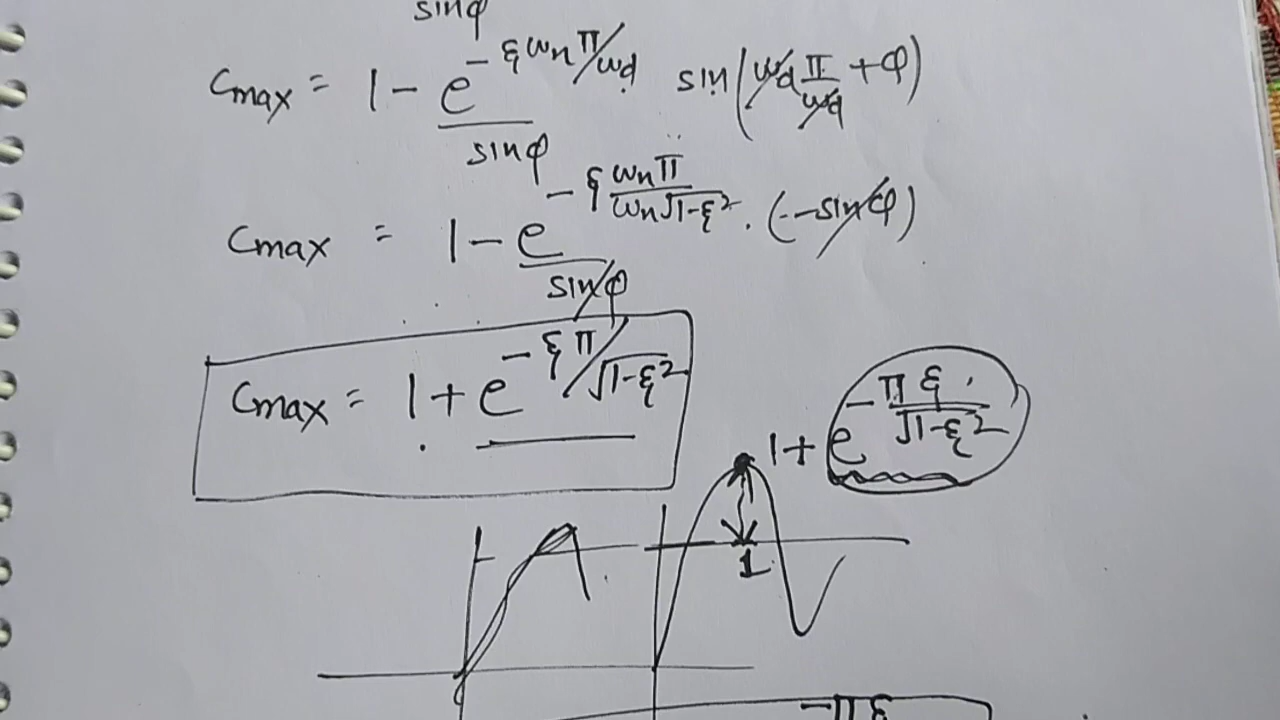 sinφ
Cmax = 1 - e^(-ξωnπ/ωd) / sinφ sin(ωd π/ωd + φ)
Cmax = 1 - e^(-ξ ωnπ/ωn√1-ξ²) / sinφ . (-sinφ)
Cmax = 1 + e^(-ξπ/√1-ξ²)
1 + e^(-πξ/√1-ξ²)
1
-πξ